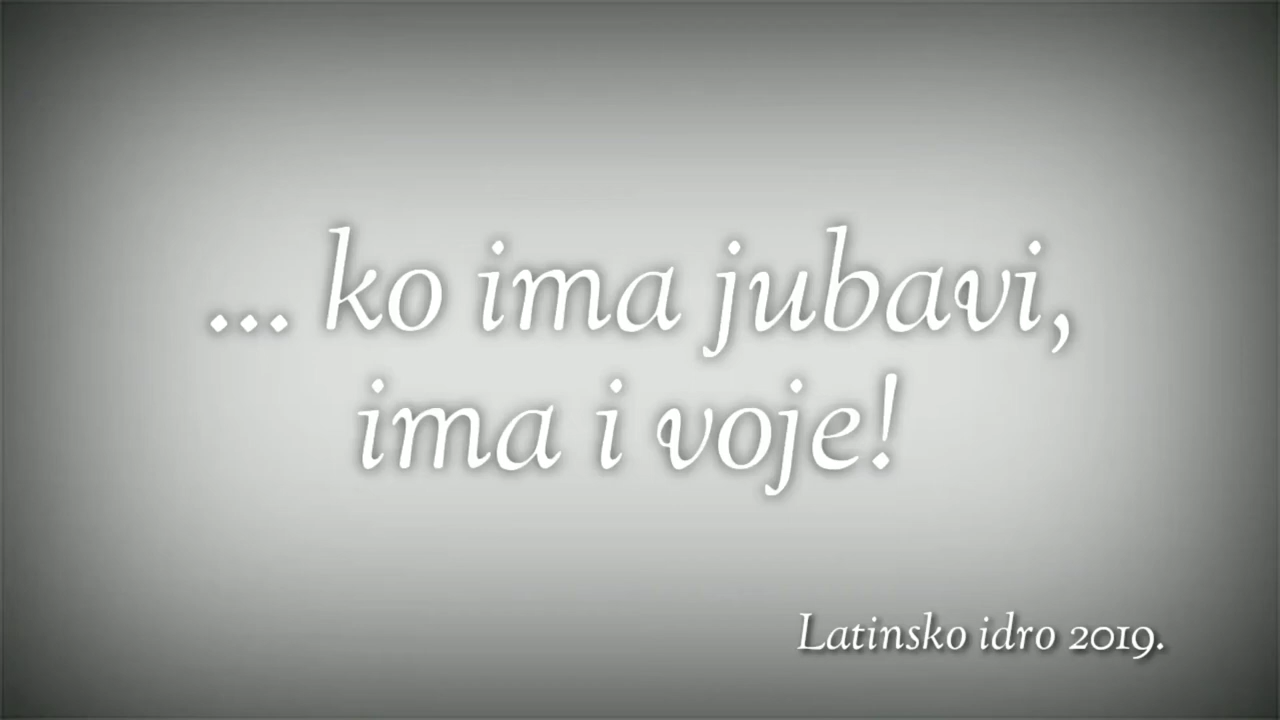 ... ko ima jubavi,
ima i voje!
Latinsko idro 2019.